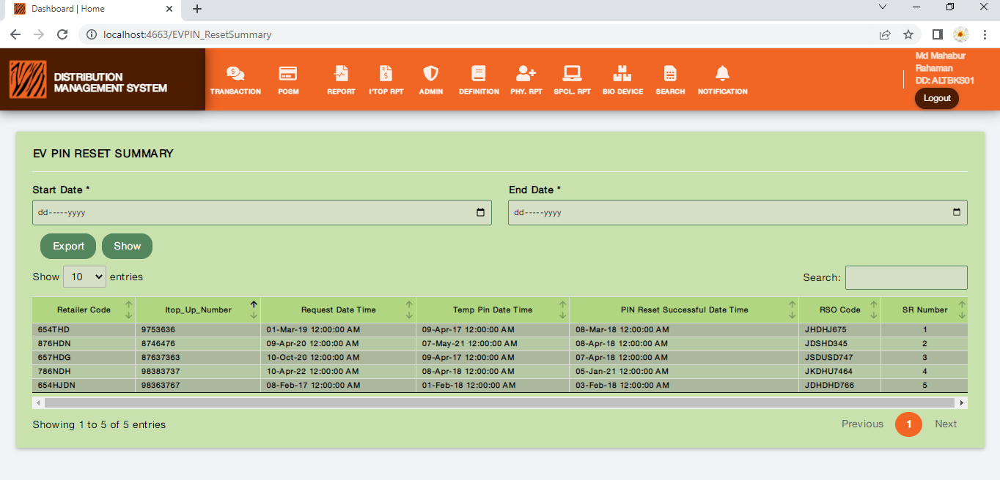 Dashboard | Home
localhost:4663/EVPIN_ResetSummary
DISTRIBUTION
MANAGEMENT SYSTEM
TRANSACTION POSM REPORT I'TOP RPT ADMIN DEFINITION PHY. RPT SPCL. RPT BIO DEVICE SEARCH NOTIFICATION
Md Mahabur
Rahaman
DD: ALTBKS01
Logout
EV PIN RESET SUMMARY
Start Date * End Date *
dd-----yyyy dd-----yyyy
Export Show
Show 10 entries Search:
Retailer Code Itop_Up_Number Request Date Time Temp Pin Date Time PIN Reset Successful Date Time RSO Code SR Number
654THD 9753636 01-Mar-19 12:00:00 AM 09-Apr-17 12:00:00 AM 08-Mar-18 12:00:00 AM JHDHJ675 1
876HDN 8746476 09-Apr-20 12:00:00 AM 07-May-21 12:00:00 AM 08-Apr-18 12:00:00 AM JDSHD345 2
657HDG 87637363 10-Oct-20 12:00:00 AM 09-Apr-17 12:00:00 AM 07-Apr-18 12:00:00 AM JSDUSD747 3
786NDH 98383737 10-Apr-22 12:00:00 AM 08-Apr-18 12:00:00 AM 05-Jan-21 12:00:00 AM JKDHU7464 4
654HJDN 98363767 08-Feb-17 12:00:00 AM 01-Feb-18 12:00:00 AM 03-Feb-18 12:00:00 AM JDHDHD766 5
Showing 1 to 5 of 5 entries Previous 1 Next